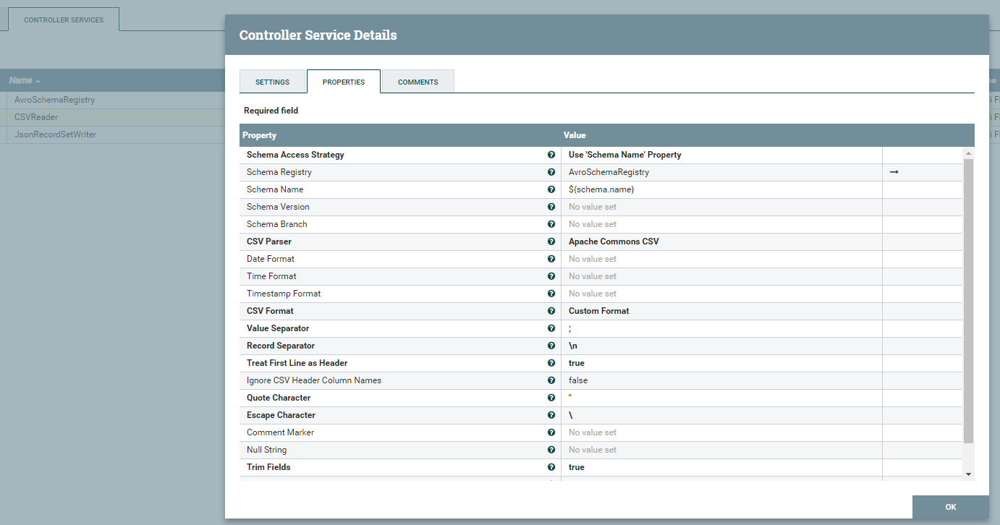 CONTROLLER SERVICES
Controller Service Details
SETTINGS PROPERTIES COMMENTS
Name
Required field
Property Value
AvroSchemaRegistry
CSVReader
JsonRecordSetWriter
Schema Access Strategy Use 'Schema Name' Property
Schema Registry AvroSchemaRegistry
Schema Name ${schema.name}
Schema Version No value set
Schema Branch No value set
CSV Parser Apache Commons CSV
Date Format No value set
Time Format No value set
Timestamp Format No value set
CSV Format Custom Format
Value Separator ;
Record Separator \n
Treat First Line as Header true
Ignore CSV Header Column Names false
Quote Character "
Escape Character \
Comment Marker No value set
Null String No value set
Trim Fields true
OK